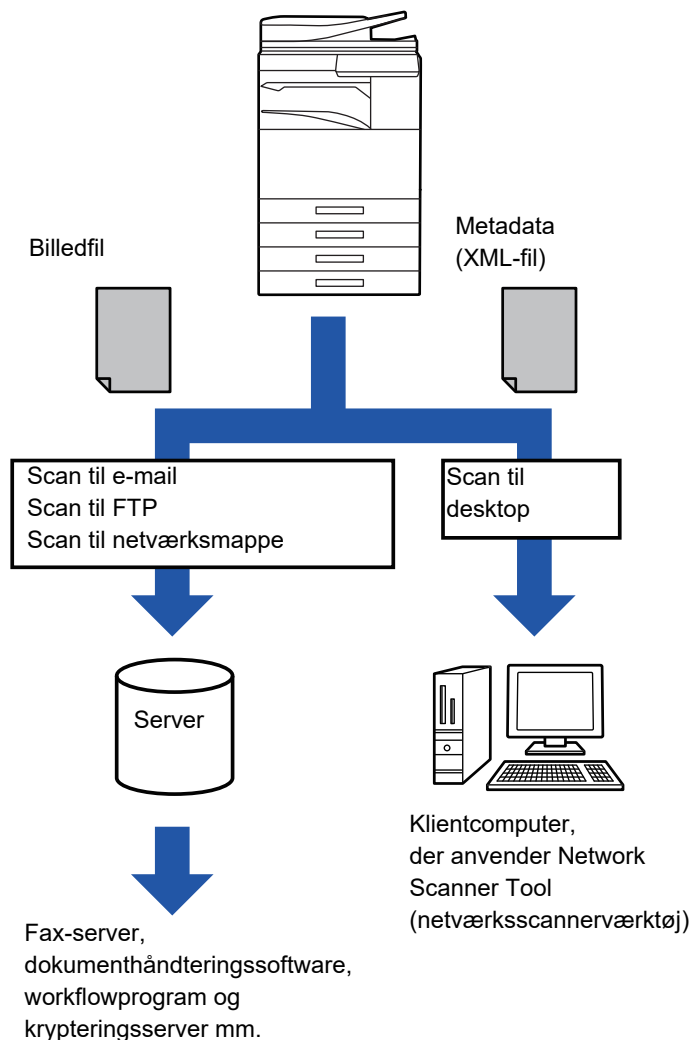 Billedfil
Metadata
(XML-fil)
Scan til e-mail
Scan til FTP
Scan til netværksmappe
Scan til
desktop
Server
Klientcomputer,
der anvender Network
Scanner Tool
(netværksscannerværktøj)
Fax-server,
dokumenthåndteringssoftware,
workflowprogram og
krypteringsserver mm.